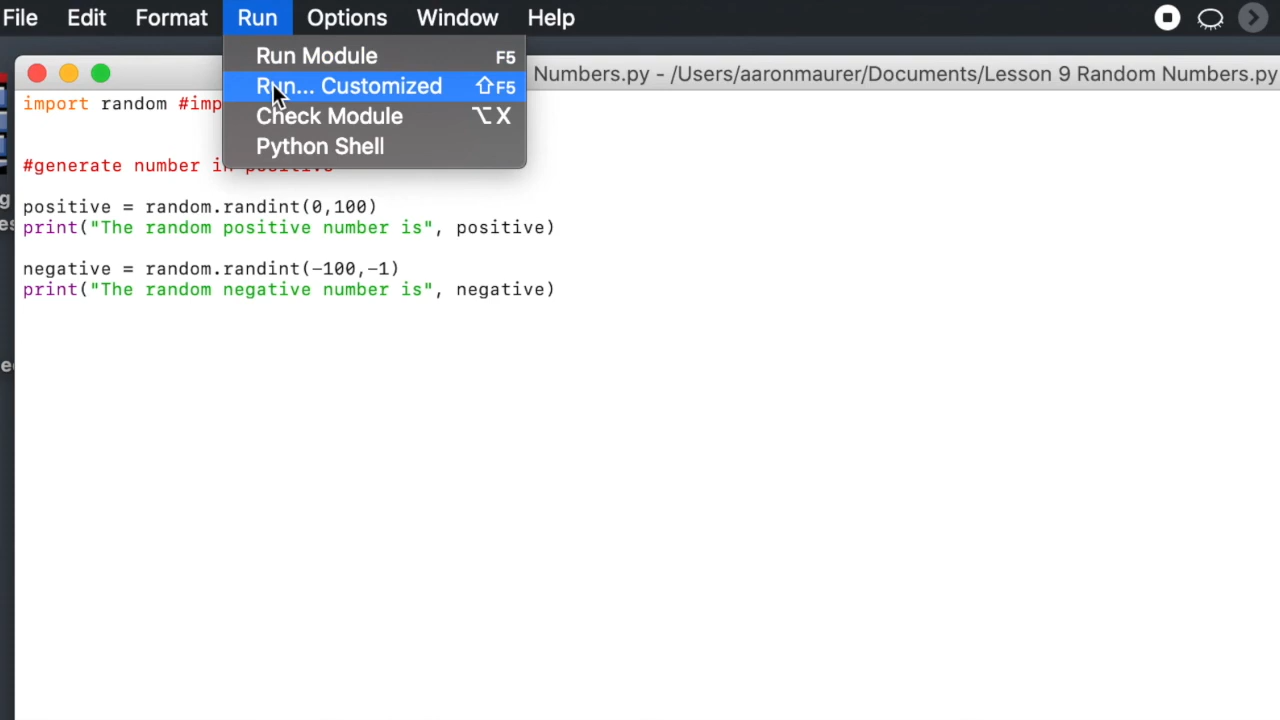 File Edit Format Run Options Window Help
Run Module F5
Numbers.py - /Users/aaronmaurer/Documents/Lesson 9 Random Numbers.py
Run... Customized ⇧F5
import random #imp
Check Module ⌥X
Python Shell
#generate number in positive
positive = random.randint(0,100)
print("The random positive number is", positive)
negative = random.randint(-100,-1)
print("The random negative number is", negative)